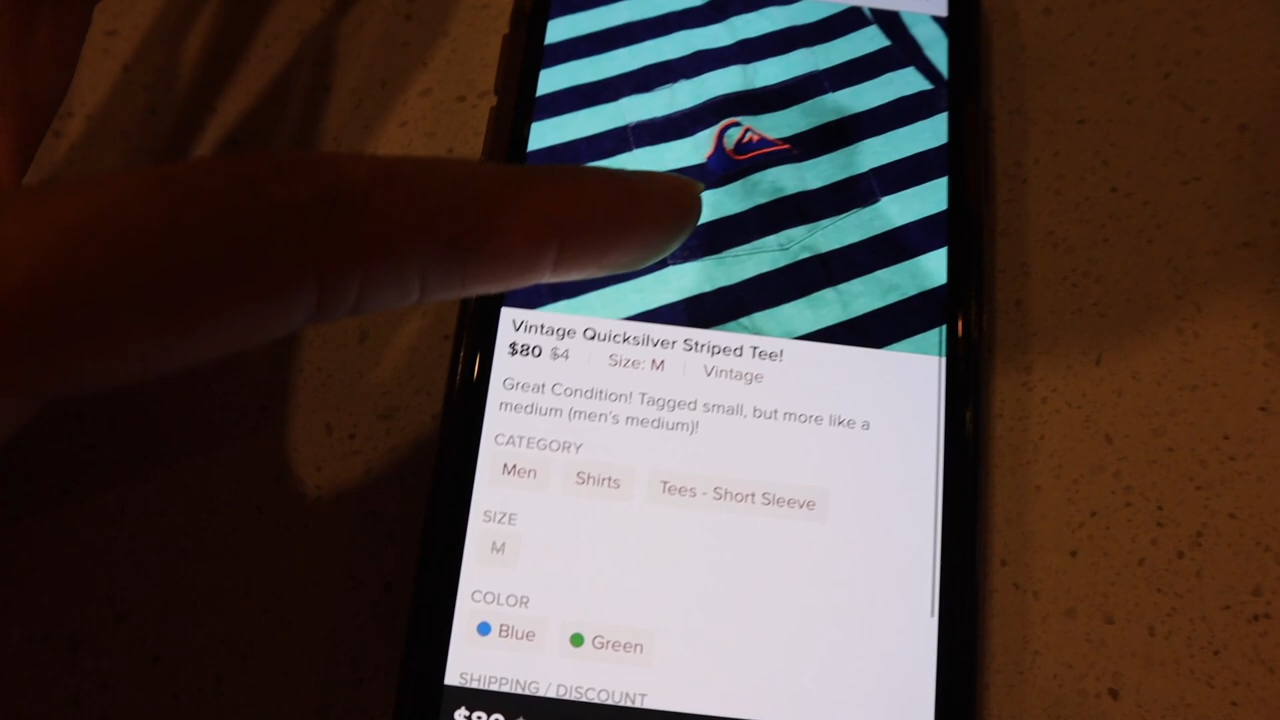 Vintage Quicksilver Striped Tee!
$80 $4 Size: M Vintage
Great Condition! Tagged small, but more like a
medium (men's medium)!
CATEGORY
Men Shirts Tees - Short Sleeve
SIZE
M
COLOR
Blue Green
SHIPPING / DISCOUNT
$80